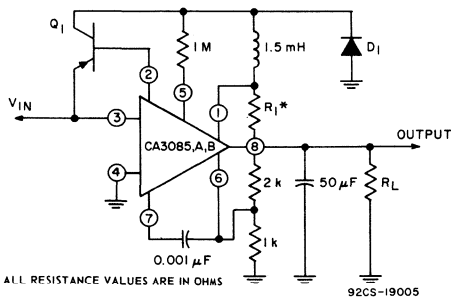 Q1
1 M
1.5 mH
D1
2
5
1
VIN
3
R1*
CA3085,A,B
8
OUTPUT
4
6
2 k
50 µF
RL
7
0.001 µF
1 k
ALL RESISTANCE VALUES ARE IN OHMS
92CS-19005